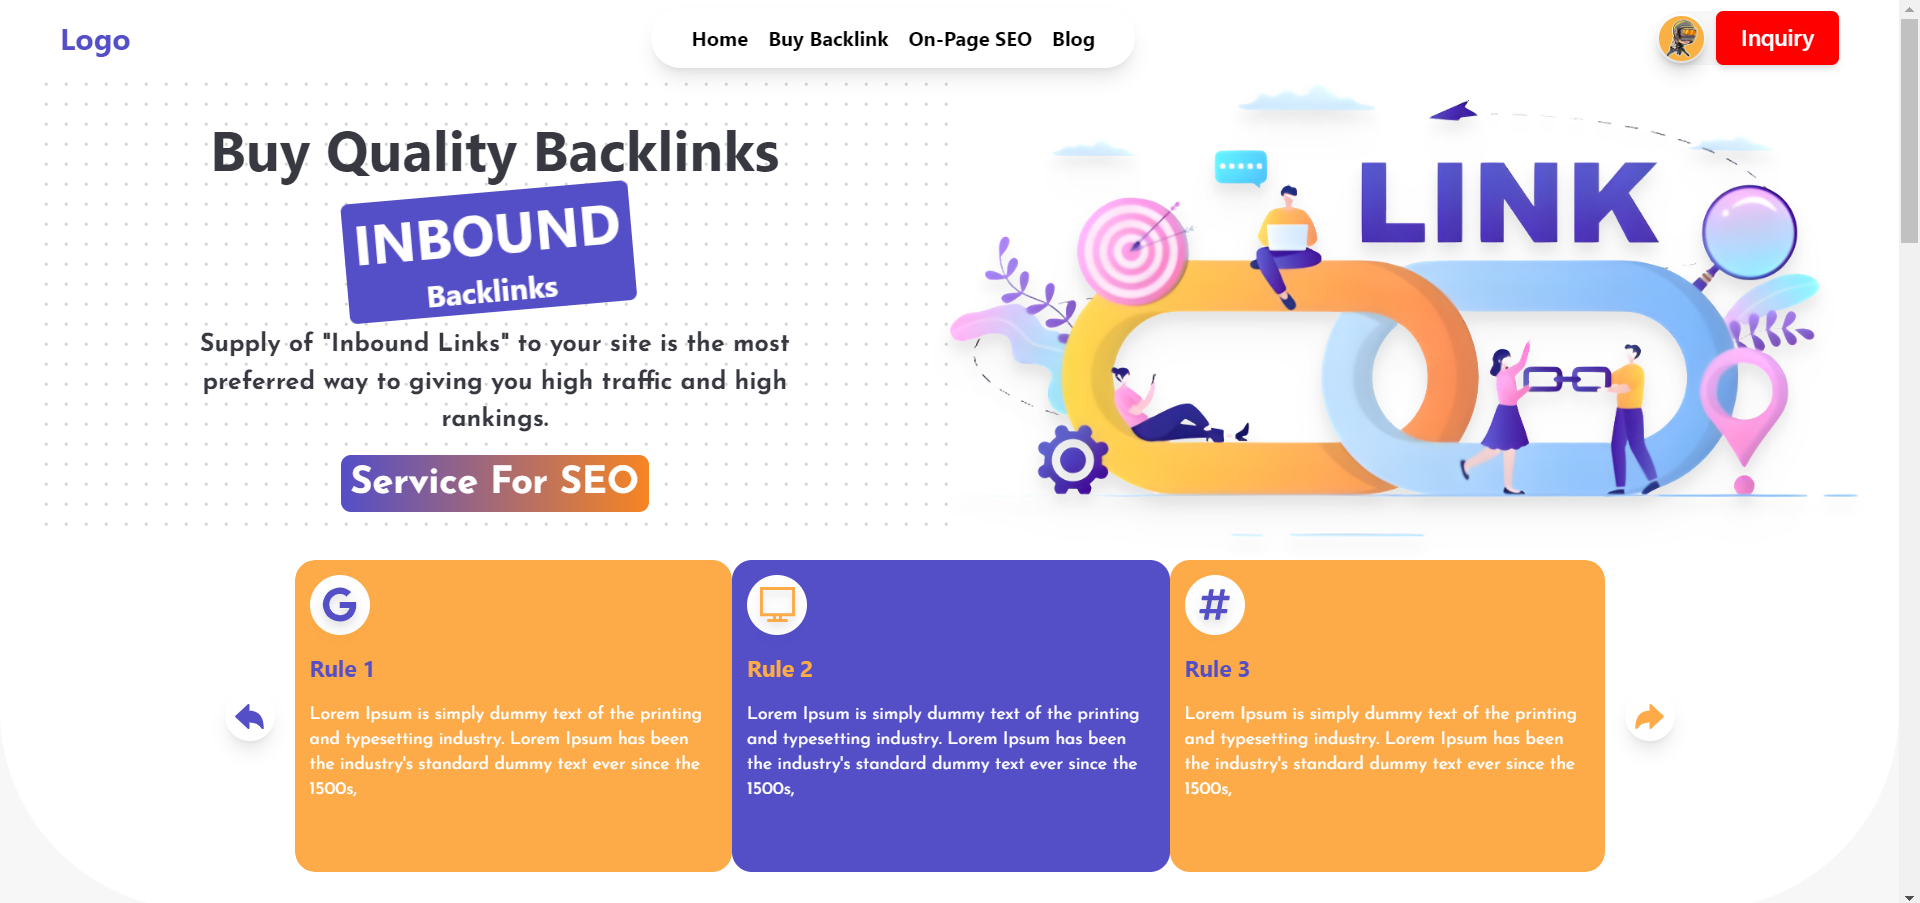 Logo
Home Buy Backlink On-Page SEO Blog
Inquiry
Buy Quality Backlinks
INBOUND
Backlinks
Supply of "Inbound Links" to your site is the most
preferred way to giving you high traffic and high
rankings.
Service For SEO
LINK
Rule 1
Lorem Ipsum is simply dummy text of the printing
and typesetting industry. Lorem Ipsum has been
the industry's standard dummy text ever since the
1500s,
Rule 2
Lorem Ipsum is simply dummy text of the printing
and typesetting industry. Lorem Ipsum has been
the industry's standard dummy text ever since the
1500s,
Rule 3
Lorem Ipsum is simply dummy text of the printing
and typesetting industry. Lorem Ipsum has been
the industry's standard dummy text ever since the
1500s,